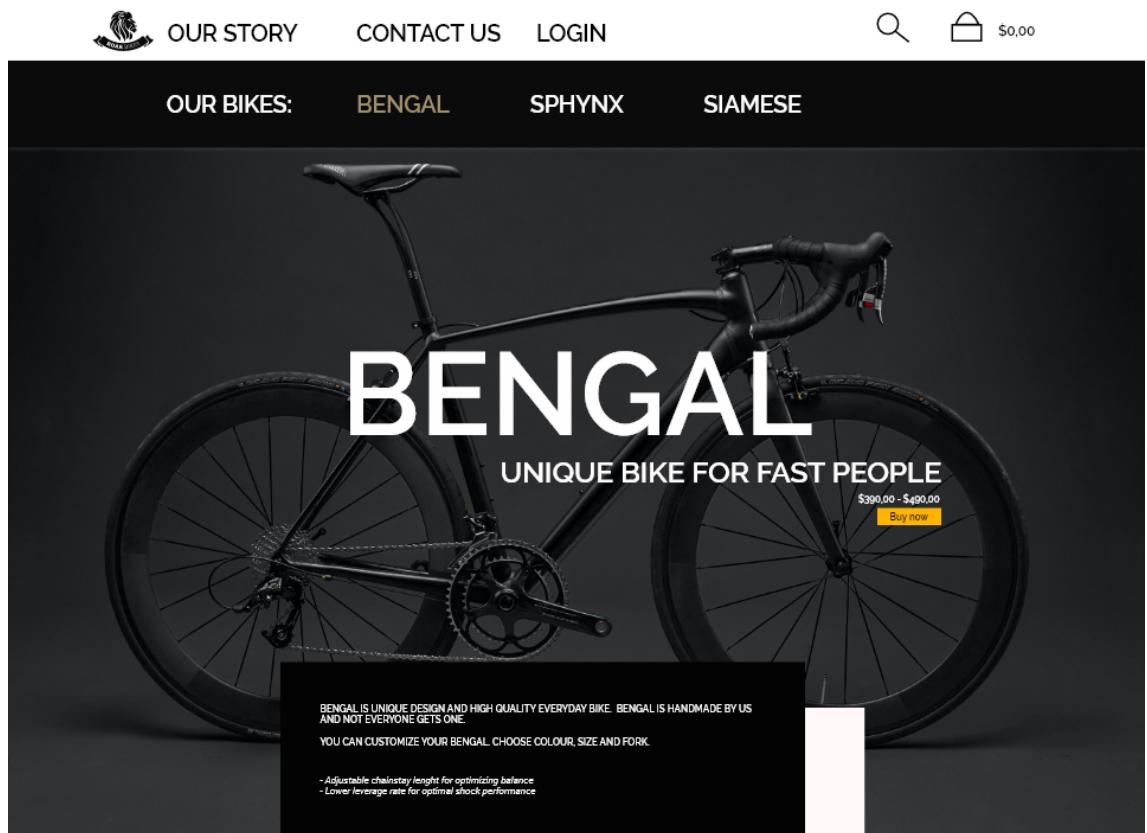 ROAR BIKES
OUR STORY
CONTACT US
LOGIN
$0,00
OUR BIKES:
BENGAL
SPHYNX
SIAMESE
BENGAL
UNIQUE BIKE FOR FAST PEOPLE
$390,00 - $490,00
Buy now
BENGAL IS UNIQUE DESIGN AND HIGH QUALITY EVERYDAY BIKE. BENGAL IS HANDMADE BY US
AND NOT EVERYONE GETS ONE.
YOU CAN CUSTOMIZE YOUR BENGAL. CHOOSE COLOUR, SIZE AND FORK.
- Adjustable chainstay lenght for optimizing balance
- Lower leverage rate for optimal shock performance